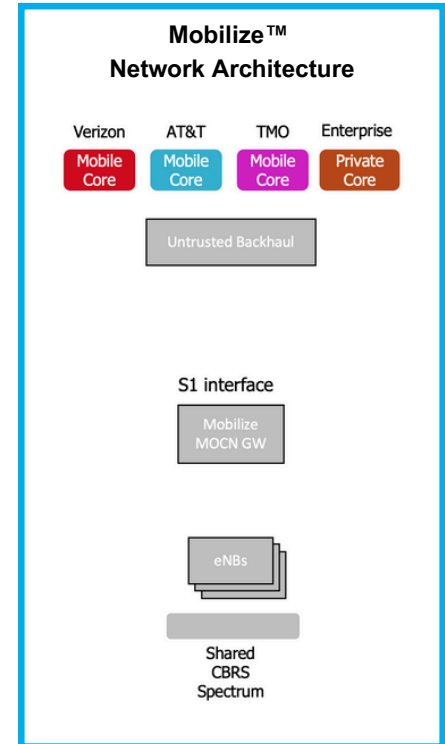 Mobilize™
Network Architecture
Verizon AT&T TMO Enterprise
Mobile Core Mobile Core Mobile Core Private Core
Untrusted Backhaul
S1 interface
Mobilize
MOCN GW
eNBs
Shared
CBRS
Spectrum